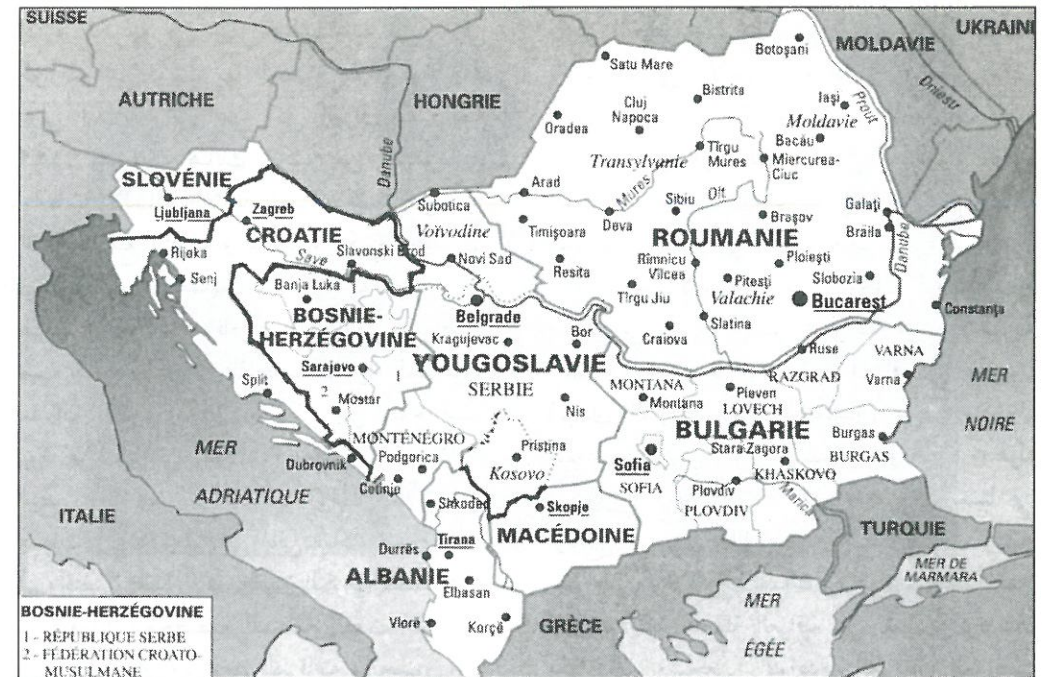 SUISSE
UKRAINE
MOLDAVIE
Botoşani
Satu Mare
Dniestr
AUTRICHE
HONGRIE
Bistrita
Cluj
Napoca
Iaşi
Prout
Oradea
Moldavie
Bacău
Transylvanie
Tîrgu
Mures
Miercurea-
Ciuc
Danube
SLOVÉNIE
Ljubljana
Zagreb
CROATIE
Subotica
Arad
Mures
Olt
Sibiu
Deva
Braşov
Galaţi
Brăila
Voïvodine
Timişoara
ROUMANIE
Danube
Rijeka
Save
Slavonski Brod
Novi Sad
Resita
Rimnicu
Vilcea
Ploieşti
Senj
Banja Luka
Tîrgu Jiu
Piteşti
Slobozia
Valachie
Bucarest
Constanţa
BOSNIE-
HERZÉGOVINE
Belgrade
Kragujevac
Bor
Craiova
Slatina
YOUGOSLAVIE
SERBIE
Ruse
VARNA
RAZGRAD
Varna
MER
NOIRE
Sarajevo
1
2
Split
Mostar
Nis
MONTANA
Montana
Pleven
LOVECH
BULGARIE
Burgas
BURGAS
MER
ADRIATIQUE
MONTÉNÉGRO
Podgorica
Pristina
Kosovo
Stara Zagora
Sofia
SOFIA
KHASKOVO
Dubrovnik
Cetinje
Plovdiv
PLOVDIV
Marica
Shkodeд
Skopje
MACÉDOINE
ITALIE
TURQUIE
Tirana
Durrës
ALBANIE
Elbasan
MER DE
MARMARA
Vlorë
Korçë
GRÈCE
MER
ÉGÉE
BOSNIE-HERZÉGOVINE
1 - RÉPUBLIQUE SERBE
2 - FÉDÉRATION CROATO-
MUSULMANE